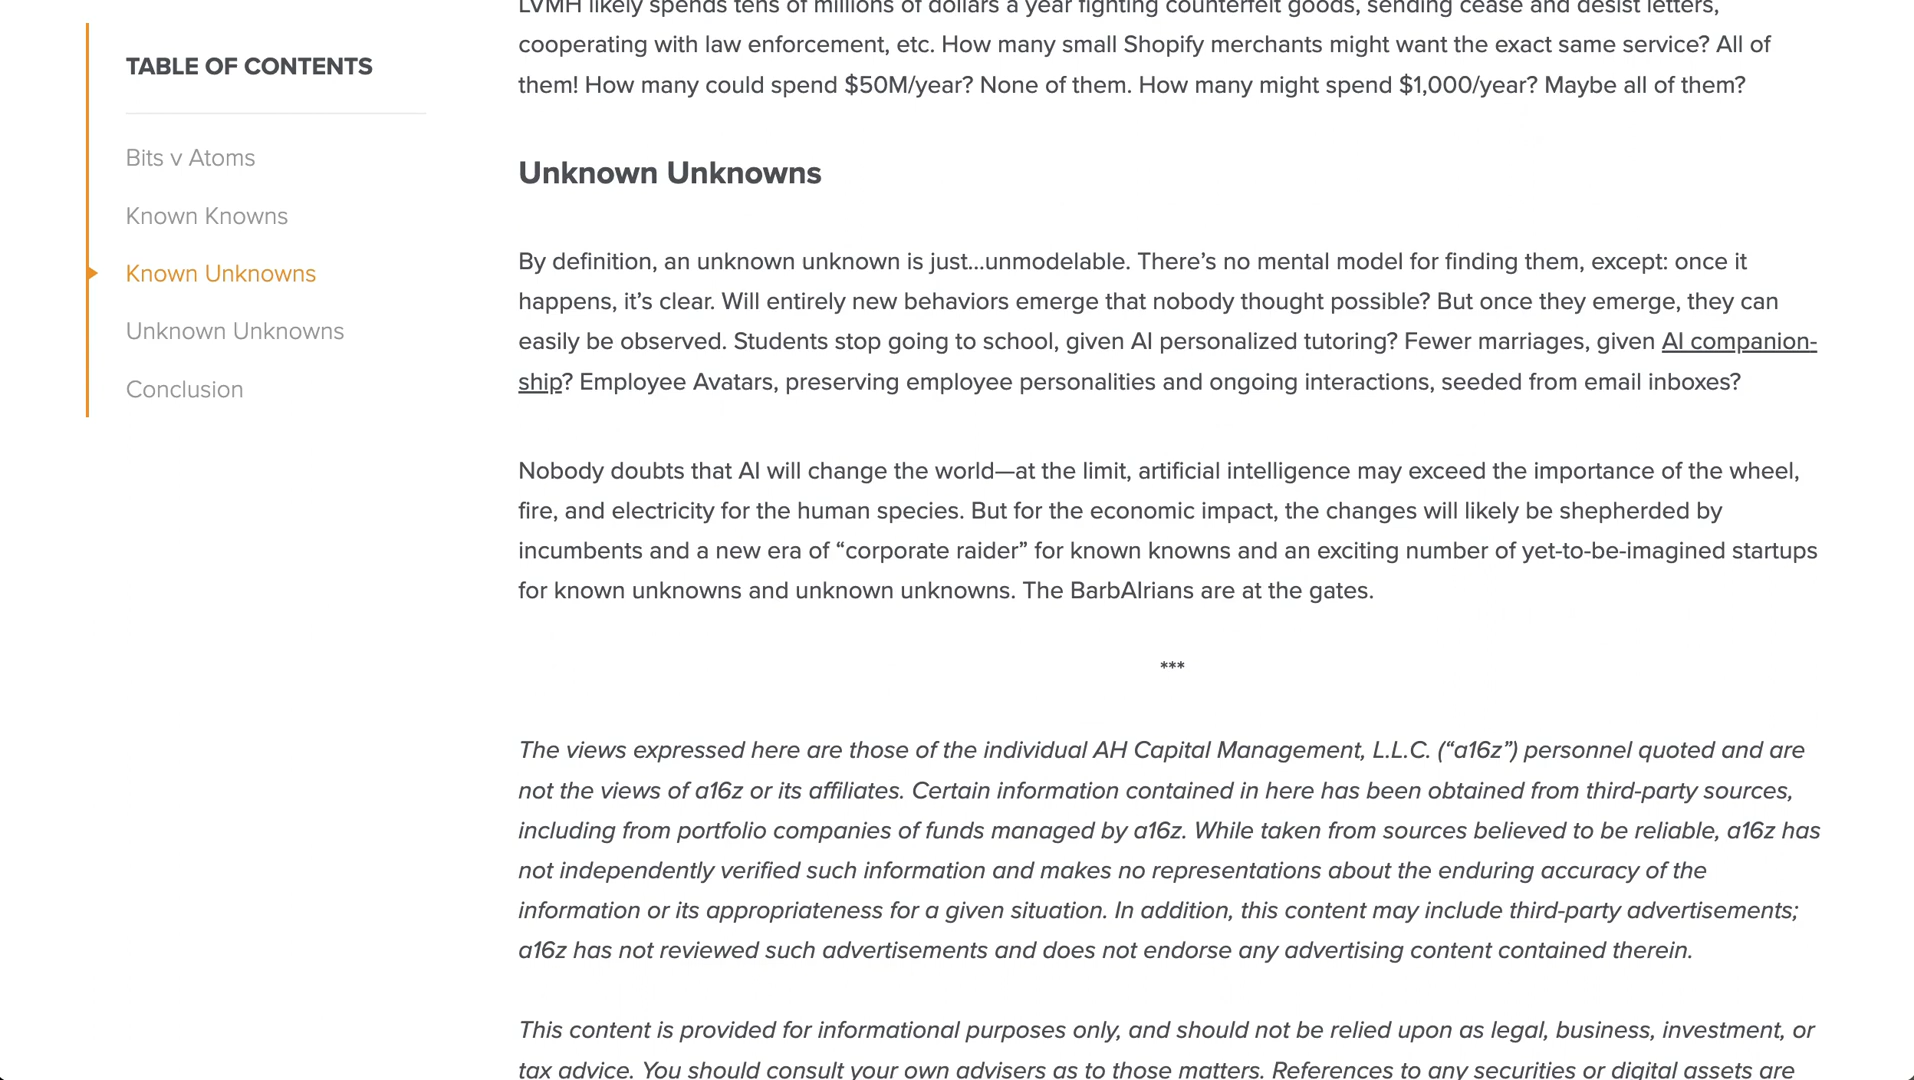 TABLE OF CONTENTS
Bits v Atoms
Known Knowns
Known Unknowns
Unknown Unknowns
Conclusion
LVMH likely spends tens of millions of dollars a year fighting counterfeit goods, sending cease and desist letters,
cooperating with law enforcement, etc. How many small Shopify merchants might want the exact same service? All of
them! How many could spend $50M/year? None of them. How many might spend $1,000/year? Maybe all of them?
Unknown Unknowns
By definition, an unknown unknown is just…unmodelable. There’s no mental model for finding them, except: once it
happens, it’s clear. Will entirely new behaviors emerge that nobody thought possible? But once they emerge, they can
easily be observed. Students stop going to school, given AI personalized tutoring? Fewer marriages, given AI companion-
ship? Employee Avatars, preserving employee personalities and ongoing interactions, seeded from email inboxes?
Nobody doubts that AI will change the world—at the limit, artificial intelligence may exceed the importance of the wheel,
fire, and electricity for the human species. But for the economic impact, the changes will likely be shepherded by
incumbents and a new era of “corporate raider” for known knowns and an exciting number of yet-to-be-imagined startups
for known unknowns and unknown unknowns. The BarbAIrians are at the gates.
***
The views expressed here are those of the individual AH Capital Management, L.L.C. (“a16z”) personnel quoted and are
not the views of a16z or its affiliates. Certain information contained in here has been obtained from third-party sources,
including from portfolio companies of funds managed by a16z. While taken from sources believed to be reliable, a16z has
not independently verified such information and makes no representations about the enduring accuracy of the
information or its appropriateness for a given situation. In addition, this content may include third-party advertisements;
a16z has not reviewed such advertisements and does not endorse any advertising content contained therein.
This content is provided for informational purposes only, and should not be relied upon as legal, business, investment, or
tax advice. You should consult your own advisers as to those matters. References to any securities or digital assets are